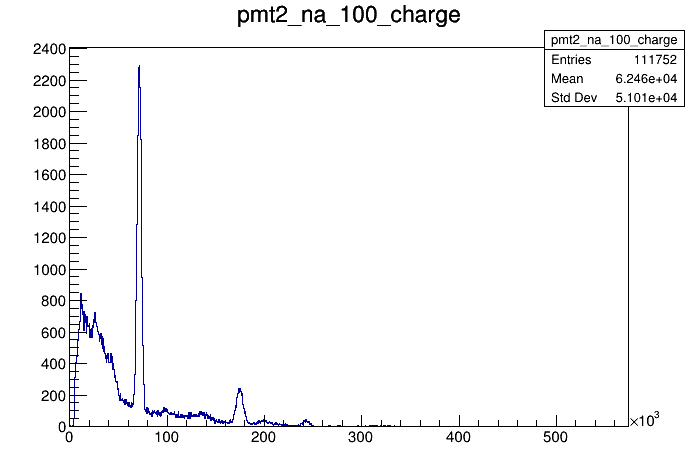 pmt2_na_100_charge
pmt2_na_100_charge
Entries 111752
Mean 6.246e+04
Std Dev 5.101e+04
2400
2200
2000
1800
1600
1400
1200
1000
800
600
400
200
0
0 100 200 300 400 500
×10³